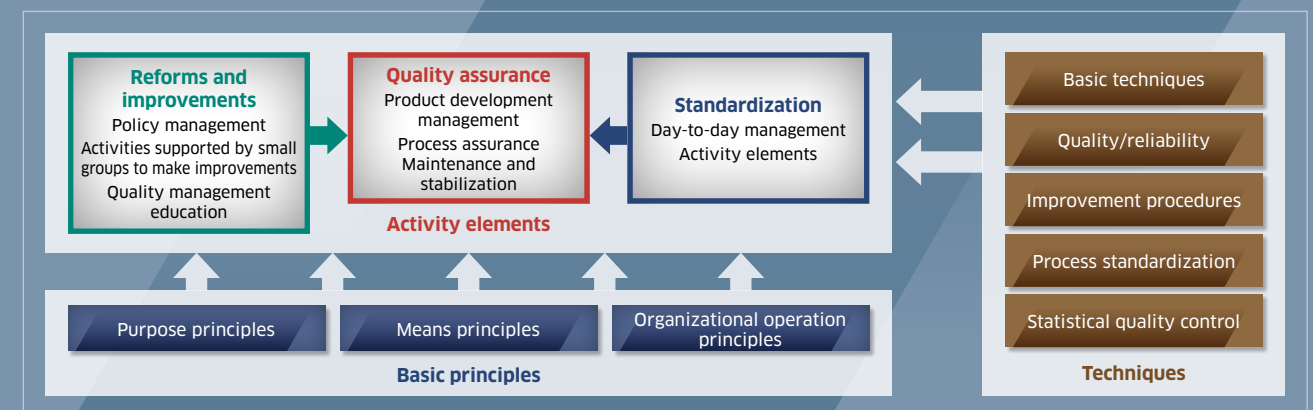 Reforms and
improvements
Policy management
Activities supported by small
groups to make improvements
Quality management
education
Quality assurance
Product development
management
Process assurance
Maintenance and
stabilization
Standardization
Day-to-day management
Activity elements
Activity elements
Purpose principles
Means principles
Organizational operation
principles
Basic principles
Basic techniques
Quality/reliability
Improvement procedures
Process standardization
Statistical quality control
Techniques